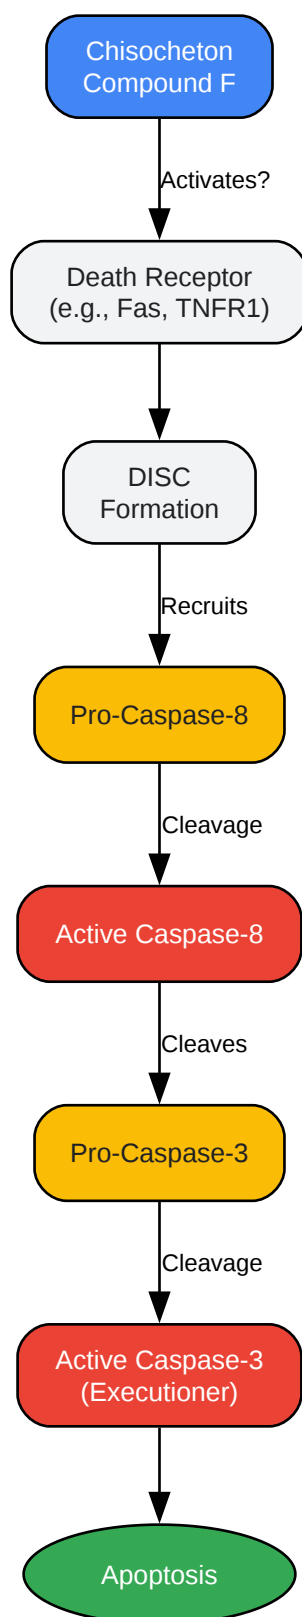 Chisocheton
Compound F
Activates?
Death Receptor
(e.g., Fas, TNFR1)
DISC
Formation
Recruits
Pro-Caspase-8
Cleavage
Active Caspase-8
Cleaves
Pro-Caspase-3
Cleavage
Active Caspase-3
(Executioner)
Apoptosis